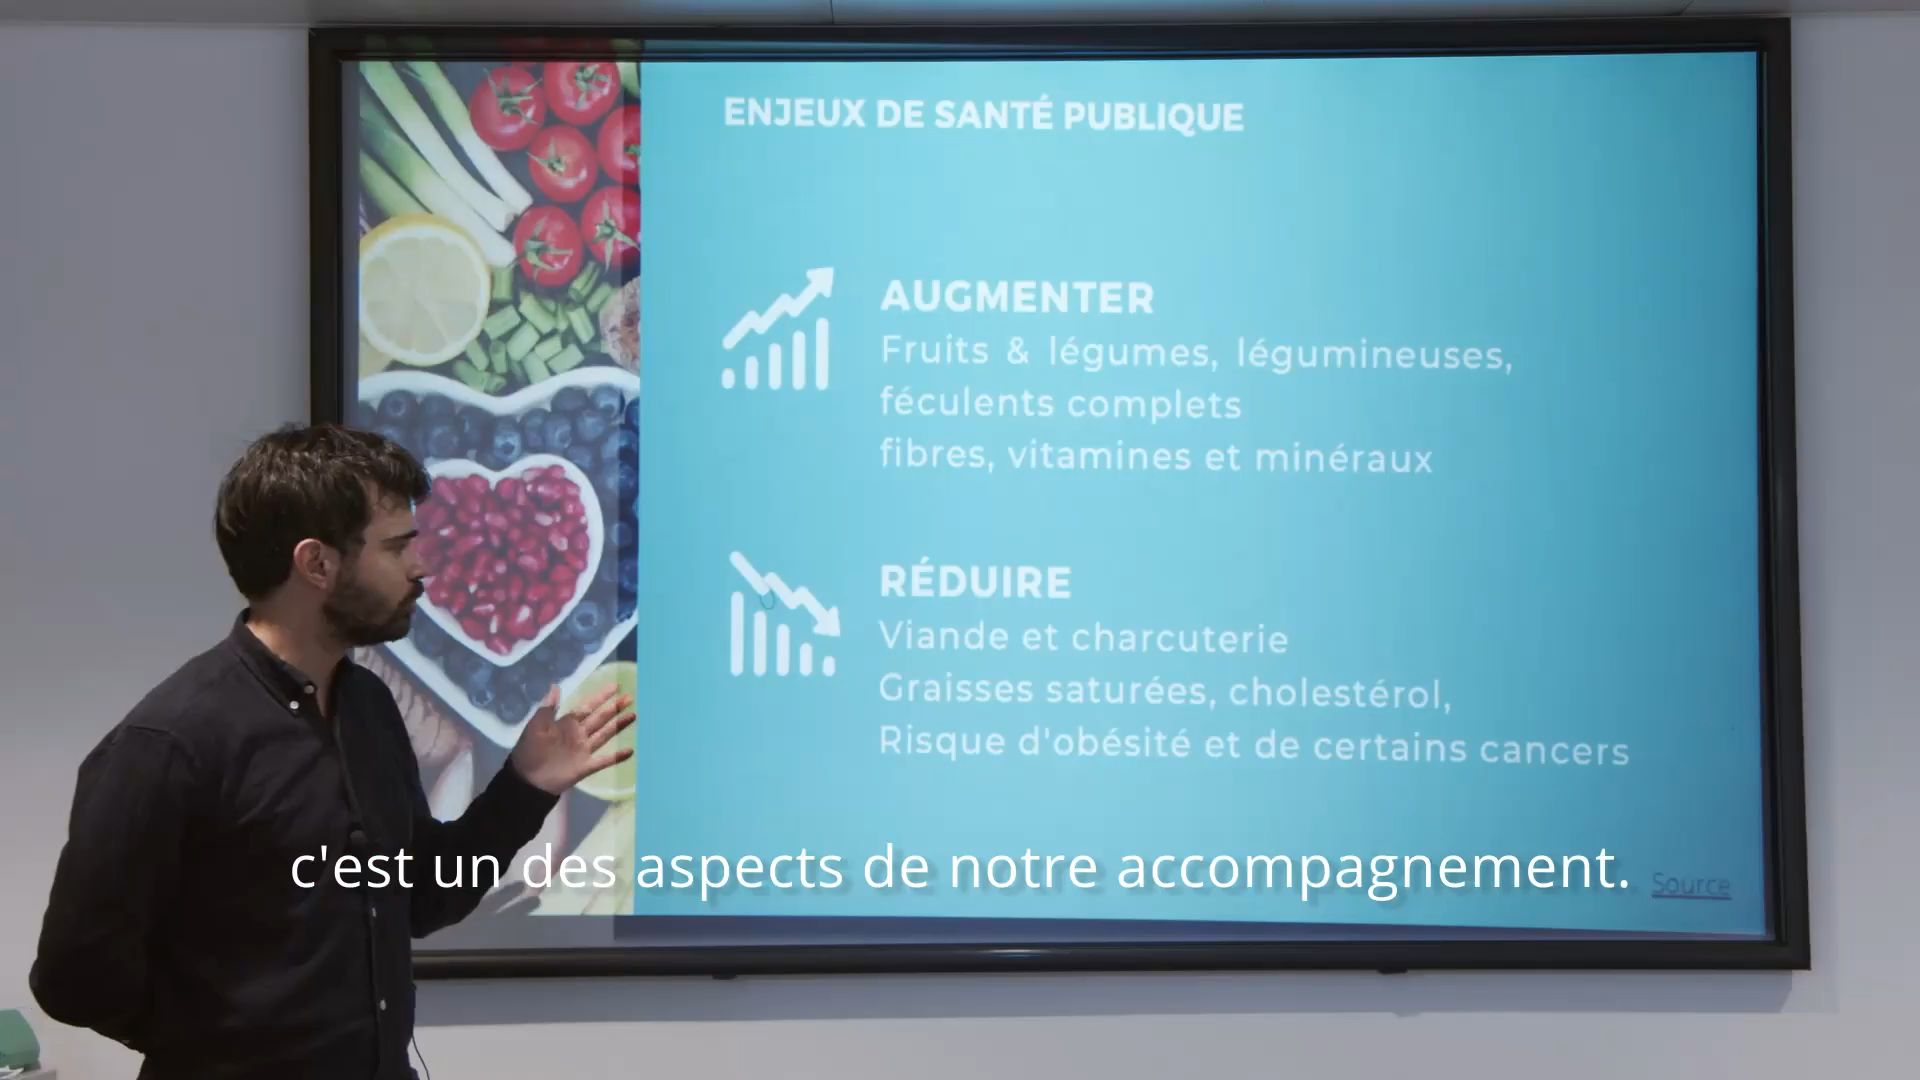 ENJEUX DE SANTÉ PUBLIQUE
AUGMENTER
Fruits & légumes, légumineuses,
féculents complets
fibres, vitamines et minéraux
RÉDUIRE
Viande et charcuterie
Graisses saturées, cholestérol,
Risque d'obésité et de certains cancers
c'est un des aspects de notre accompagnement.
Source